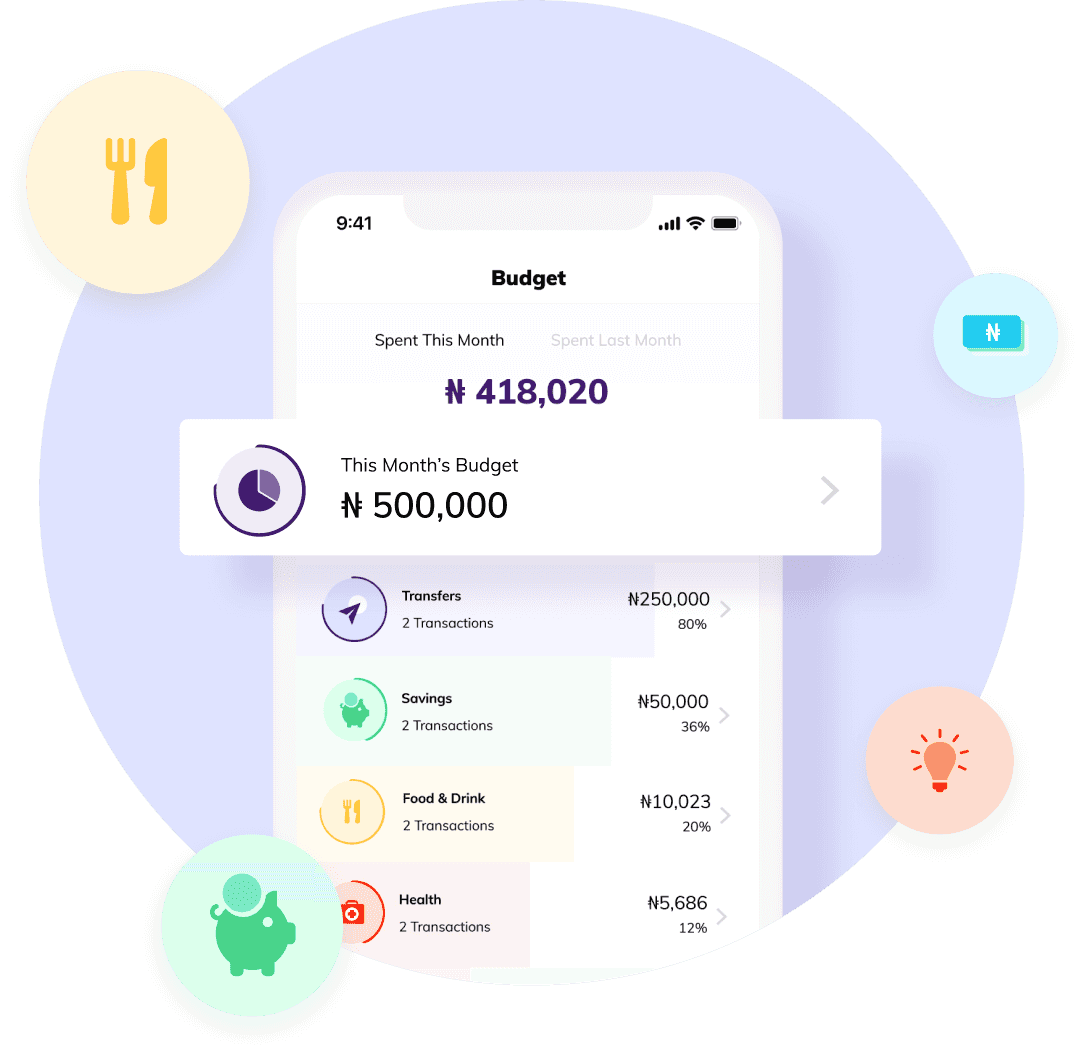 9:41
Budget
Spent This Month Spent Last Month
₦ 418,020
This Month's Budget
₦ 500,000
Transfers
₦250,000
2 Transactions
80%
Savings
₦50,000
2 Transactions
36%
Food & Drink
₦10,023
2 Transactions
20%
Health
₦5,686
2 Transactions
12%
₦